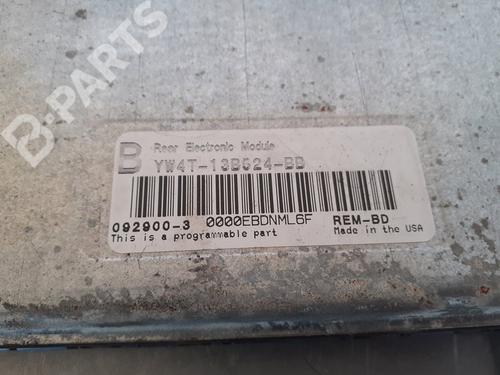 B-PARTS
B
Rear Electronic Module
YW4T-13BG24-BD
092900-3 0000EBDNML6F REM-BD
This is a programmable part Made in the USA